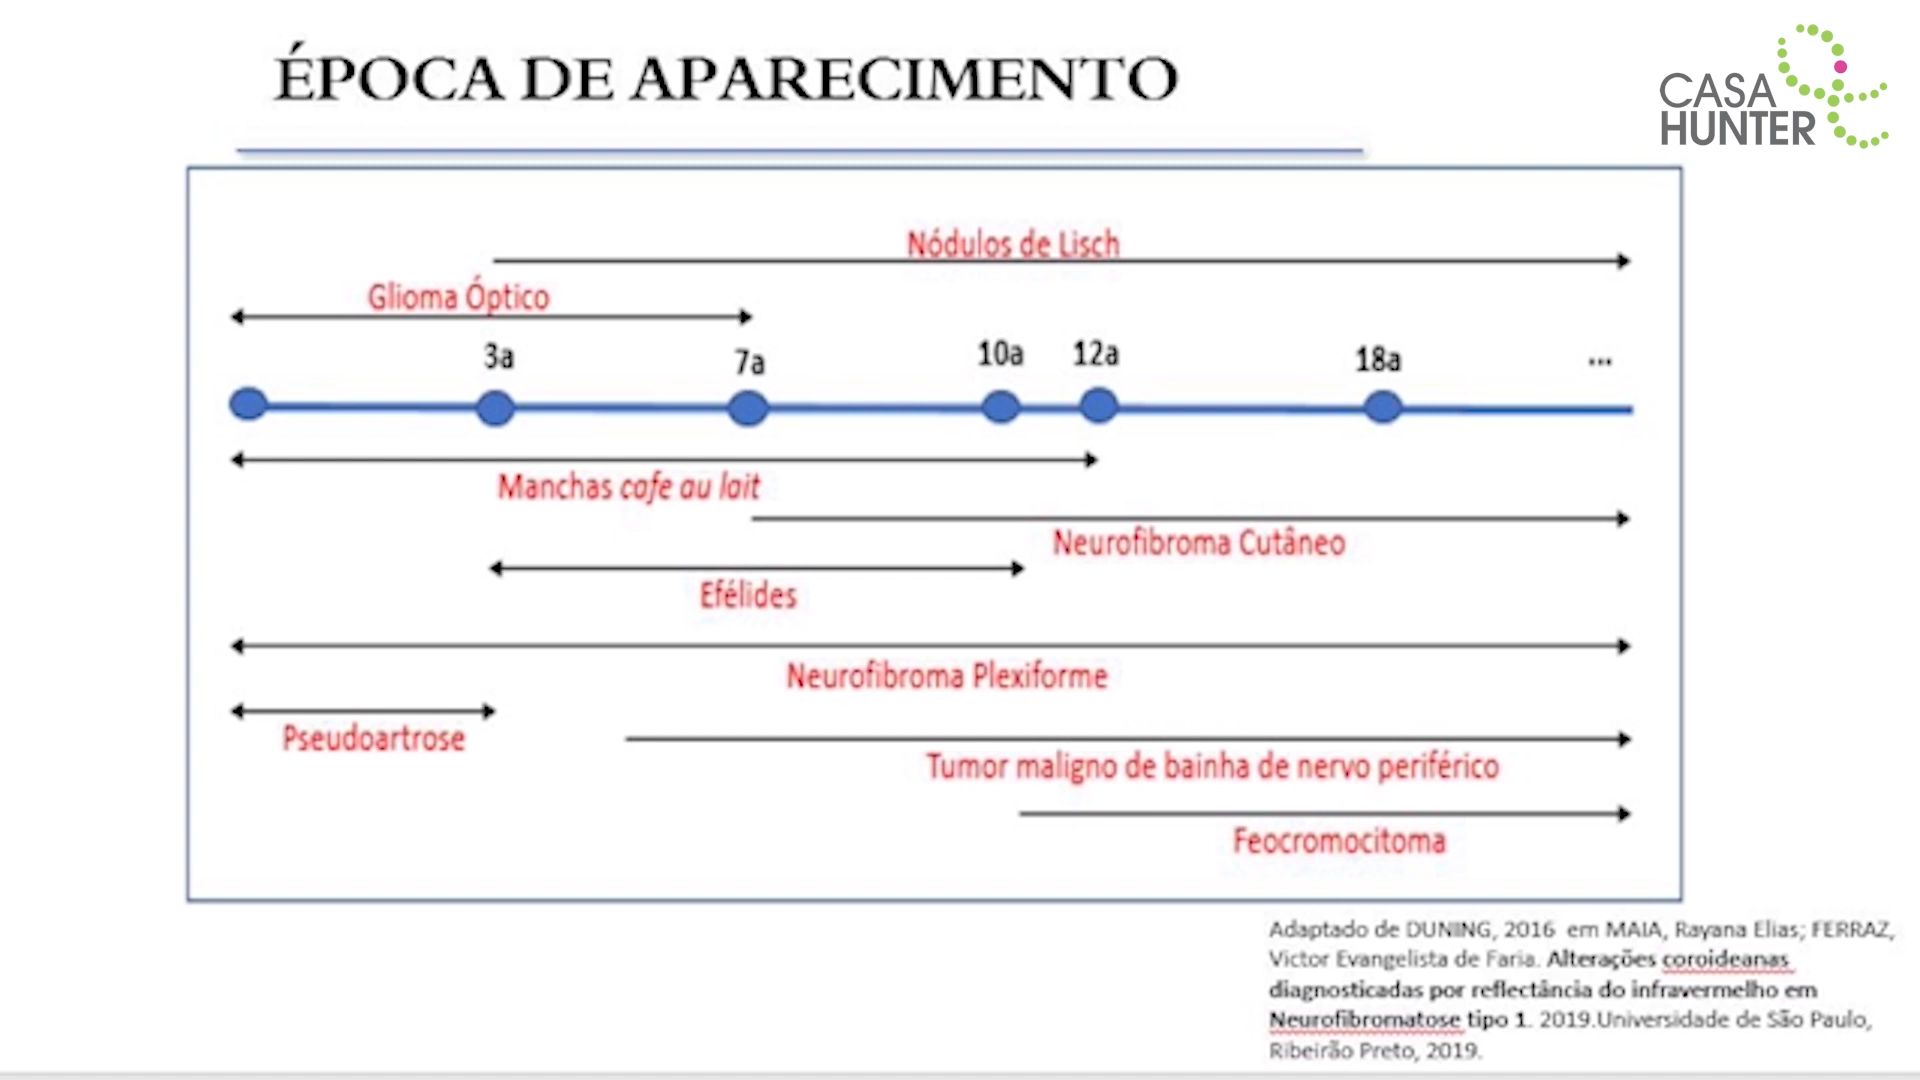 ÉPOCA DE APARECIMENTO
CASA
HUNTER
Nódulos de Lisch
Glioma Óptico
3a
7a
10a
12a
18a
...
Manchas cafe au lait
Neurofibroma Cutâneo
Efélides
Neurofibroma Plexiforme
Pseudoartrose
Tumor maligno de bainha de nervo periférico
Feocromocitoma
Adaptado de DUNING, 2016 em MAIA, Rayana Elias; FERRAZ,
Victor Evangelista de Faria. Alterações coroideanas
diagnosticadas por reflectância do infravermelho em
Neurofibromatose tipo 1. 2019.Universidade de São Paulo,
Ribeirão Preto, 2019.